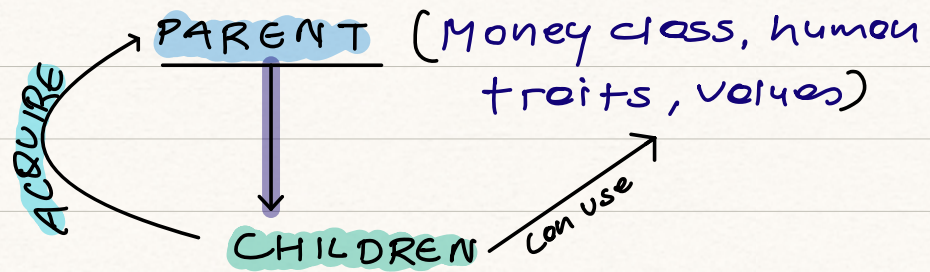 PARENT (Money class, human
traits, values)
ACQUIRE
can use
CHILDREN